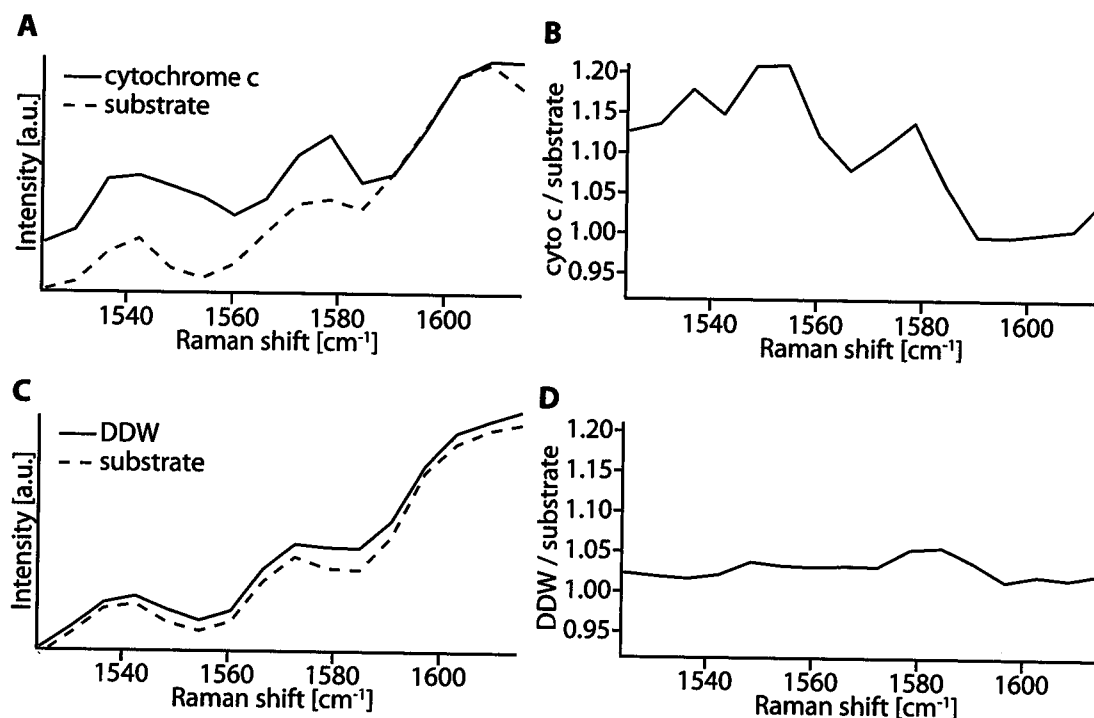 A
cytochrome c
substrate
Intensity [a.u.]
1540 1560 1580 1600
Raman shift [cm⁻¹]
B
cyto c / substrate
1.20
1.15
1.10
1.05
1.00
0.95
1540 1560 1580 1600
Raman shift [cm⁻¹]
C
DDW
substrate
Intensity [a.u.]
1540 1560 1580 1600
Raman shift [cm⁻¹]
D
DDW / substrate
1.20
1.15
1.10
1.05
1.00
0.95
1540 1560 1580 1600
Raman shift [cm⁻¹]